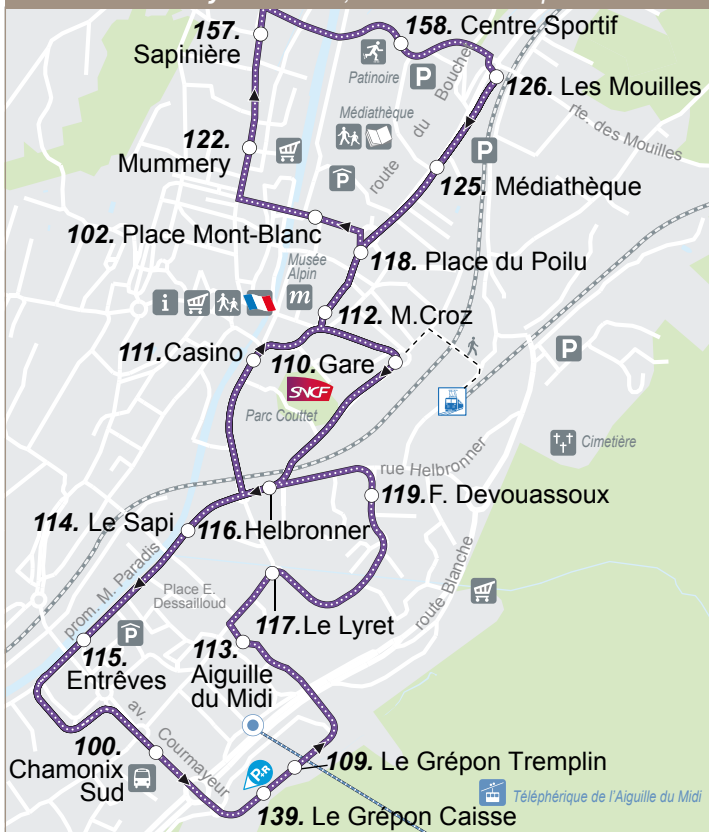 157.
Sapinière
158. Centre Sportif
Patinoire
P
126. Les Mouilles
route du Bouchet
rte. des Mouilles
Médiathèque
P
122.
Mummery
P
125. Médiathèque
102. Place Mont-Blanc
118. Place du Poilu
Musée
Alpin
m
i
112. M.Croz
111. Casino
110. Gare
SNCF
P
Parc Couttet
Cimetière
rue Helbronner
119. F. Devouassoux
114. Le Sapi
116. Helbronner
prom. M. Paradis
Place E.
Dessailloud
route Blanche
117. Le Lyret
P
115.
Entrêves
113.
Aiguille
du Midi
av. Courmayeur
100.
Chamonix
Sud
P+R
109. Le Grépon Tremplin
Téléphérique de l'Aiguille du Midi
139. Le Grépon Caisse